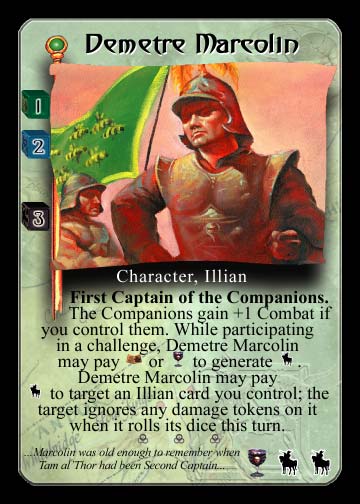 Demetre Marcolin
1
2
3
Character, Illian
First Captain of the Companions.
The Companions gain +1 Combat if
you control them. While participating
in a challenge, Demetre Marcolin
may pay or to generate .
Demetre Marcolin may pay
to target an Illian card you control; the
target ignores any damage tokens on it
when it rolls its dice this turn.
...Marcolin was old enough to remember when
Tam al'Thor had been Second Captain...